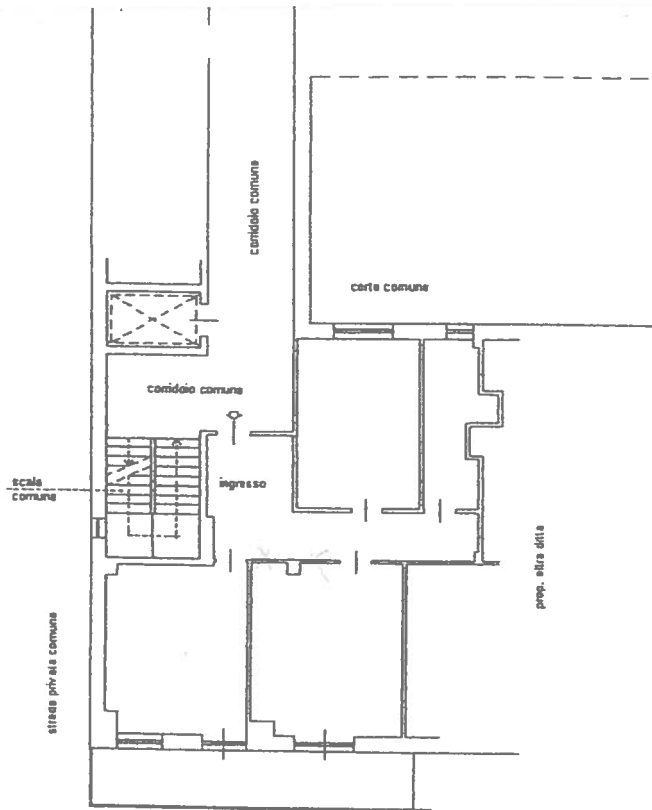 corridoio comune
corte comune
corridoio comune
scala
comune
ingresso
prop. altra ditta
strada privata comune